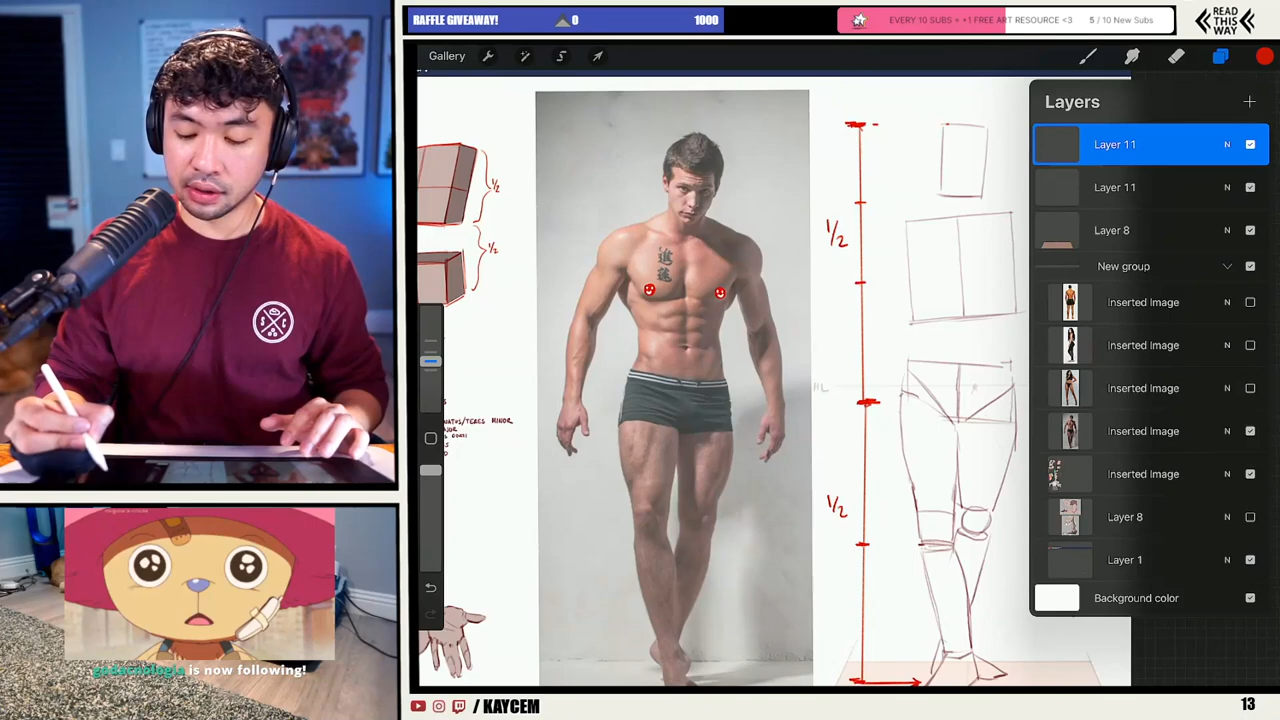 RAFFLE GIVEAWAY!
0
1000
EVERY 10 SUBS = +1 FREE ART RESOURCE <3
5 / 10 New Subs
READ
THIS
WAY
Gallery
Layers
Layer 11
N
Layer 11
N
Layer 8
N
New group
Inserted Image
N
Inserted Image
N
Inserted Image
N
Inserted Image
N
Inserted Image
N
Layer 8
N
Layer 1
N
Background color
1/2
1/2
1/2
1/2
HL
進
MINOR
S C
is now following!
/ KAYCEM
13